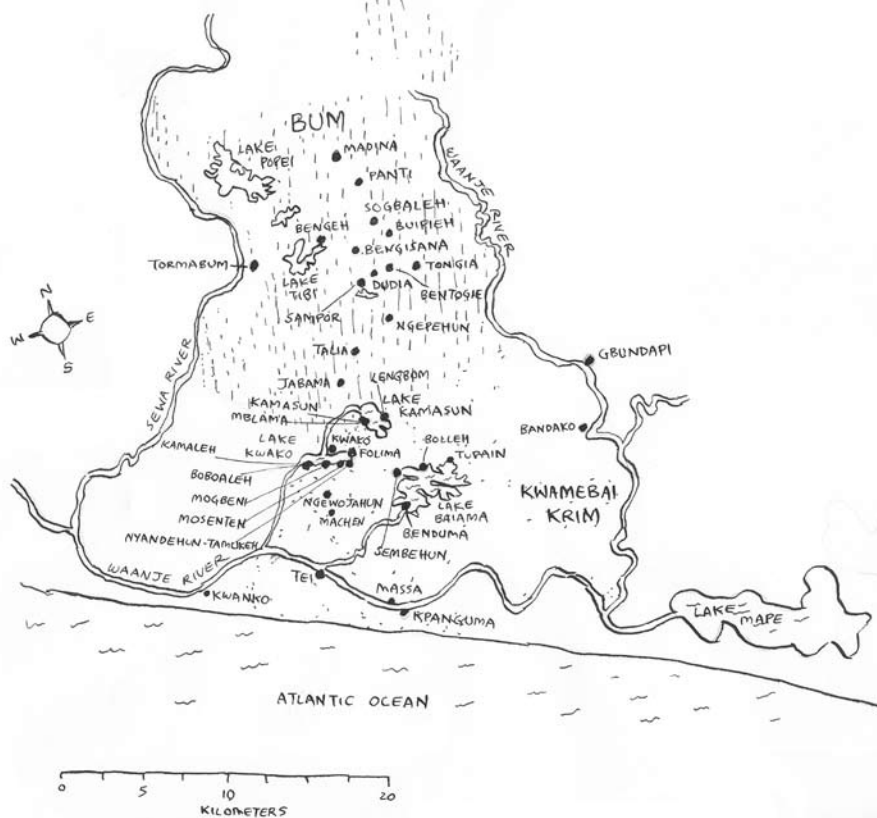 BUM
LAKE
POPEI
MADINA
PANTI
WAANJE RIVER
SOGBALEH
BUIPIEH
BENGEH
BENGISANA
TORMABUM
LAKE
TIBI
TONGIA
DUDIA
BENTOGIE
SAMPOR
N
W
E
S
NGEPEHUN
SEWA RIVER
TALIA
GBUNDAPI
JABAMA
LENGBOM
KAMASUN
LAKE
KAMASUN
MBLAMA
BANDAKO
KAMALEH
LAKE
KWAKO
KWAKO
FOLIMA
BOLLEH
TUPAIN
BOBOALEH
MOGBENI
NGEWOJAHUN
LAKE
BAIAMA
KWAMEBAI
KRIM
MOSENTEN
MACHEN
BENDUMA
NYANDEHUN-TAMUKEH
SEMBEHUN
WAANJE RIVER
TEI
MASSA
KWANKO
KPANGUMA
LAKE
MAPE
ATLANTIC OCEAN
0 5 10 20
KILOMETERS